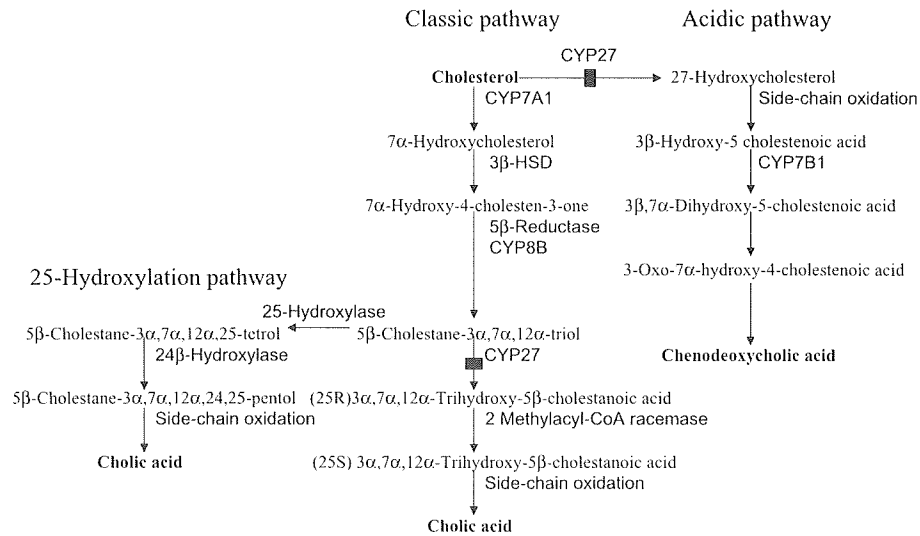 Classic pathway
Acidic pathway
CYP27
Cholesterol
27-Hydroxycholesterol
CYP7A1
Side-chain oxidation
7α-Hydroxycholesterol
3β-Hydroxy-5 cholestenoic acid
3β-HSD
CYP7B1
7α-Hydroxy-4-cholesten-3-one
3β,7α-Dihydroxy-5-cholestenoic acid
5β-Reductase
CYP8B
3-Oxo-7α-hydroxy-4-cholestenoic acid
25-Hydroxylation pathway
25-Hydroxylase
5β-Cholestane-3α,7α,12α,25-tetrol
5β-Cholestane-3α,7α,12α-triol
24β-Hydroxylase
CYP27
Chenodeoxycholic acid
5β-Cholestane-3α,7α,12α,24,25-pentol
(25R)3α,7α,12α-Trihydroxy-5β-cholestanoic acid
Side-chain oxidation
2 Methylacyl-CoA racemase
Cholic acid
(25S) 3α,7α,12α-Trihydroxy-5β-cholestanoic acid
Side-chain oxidation
Cholic acid